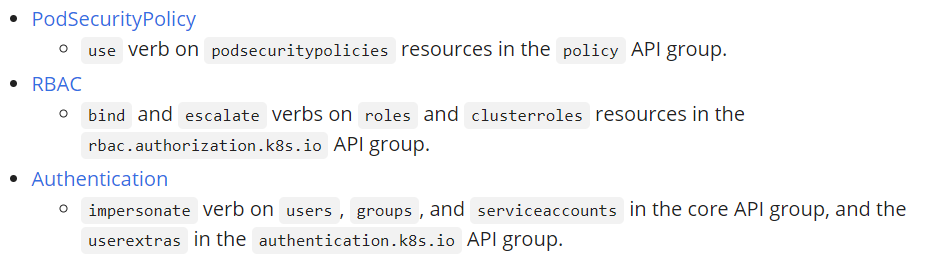 PodSecurityPolicy
use verb on podsecuritypolicies resources in the policy API group.
RBAC
bind and escalate verbs on roles and clusterroles resources in the
rbac.authorization.k8s.io API group.
Authentication
impersonate verb on users, groups, and serviceaccounts in the core API group, and the
userextras in the authentication.k8s.io API group.